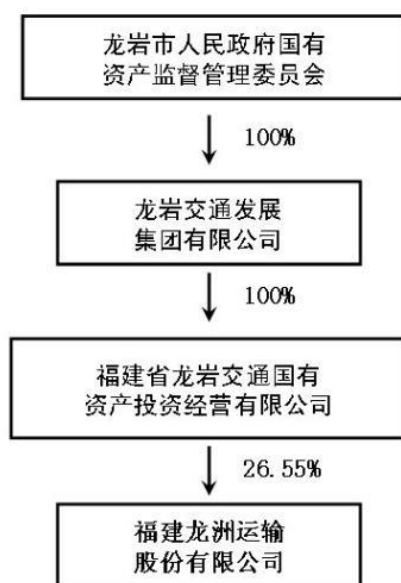 龙岩市人民政府国有
资产监督管理委员会
100%
龙岩交通发展
集团有限公司
100%
福建省龙岩交通国有
资产投资经营有限公司
26.55%
福建龙洲运输
股份有限公司